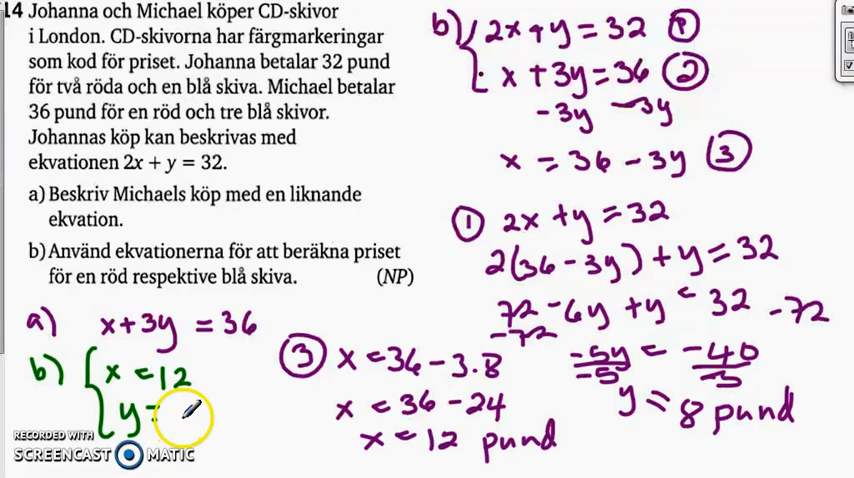 14 Johanna och Michael köper CD-skivor
i London. CD-skivorna har färgmarkeringar
som kod för priset. Johanna betalar 32 pund
för två röda och en blå skiva. Michael betalar
36 pund för en röd och tre blå skivor.
Johannas köp kan beskrivas med
ekvationen 2x + y = 32.
a) Beskriv Michaels köp med en liknande
ekvation.
b) Använd ekvationerna för att beräkna priset
för en röd respektive blå skiva. (NP)
a) x+3y = 36
b) { x = 12
y =
b) { 2x + y = 32 ①
x + 3y = 36 ②
-3y -3y
x = 36 - 3y ③
① 2x + y = 32
2(36 - 3y) + y = 32
72 - 6y + y = 32 - 72
-72
-5y = -40
-5 -5
y = 8 pund
③ x = 36 - 3.8
x = 36 - 24
x = 12 pund
RECORDED WITH
SCREENCAST MATIC